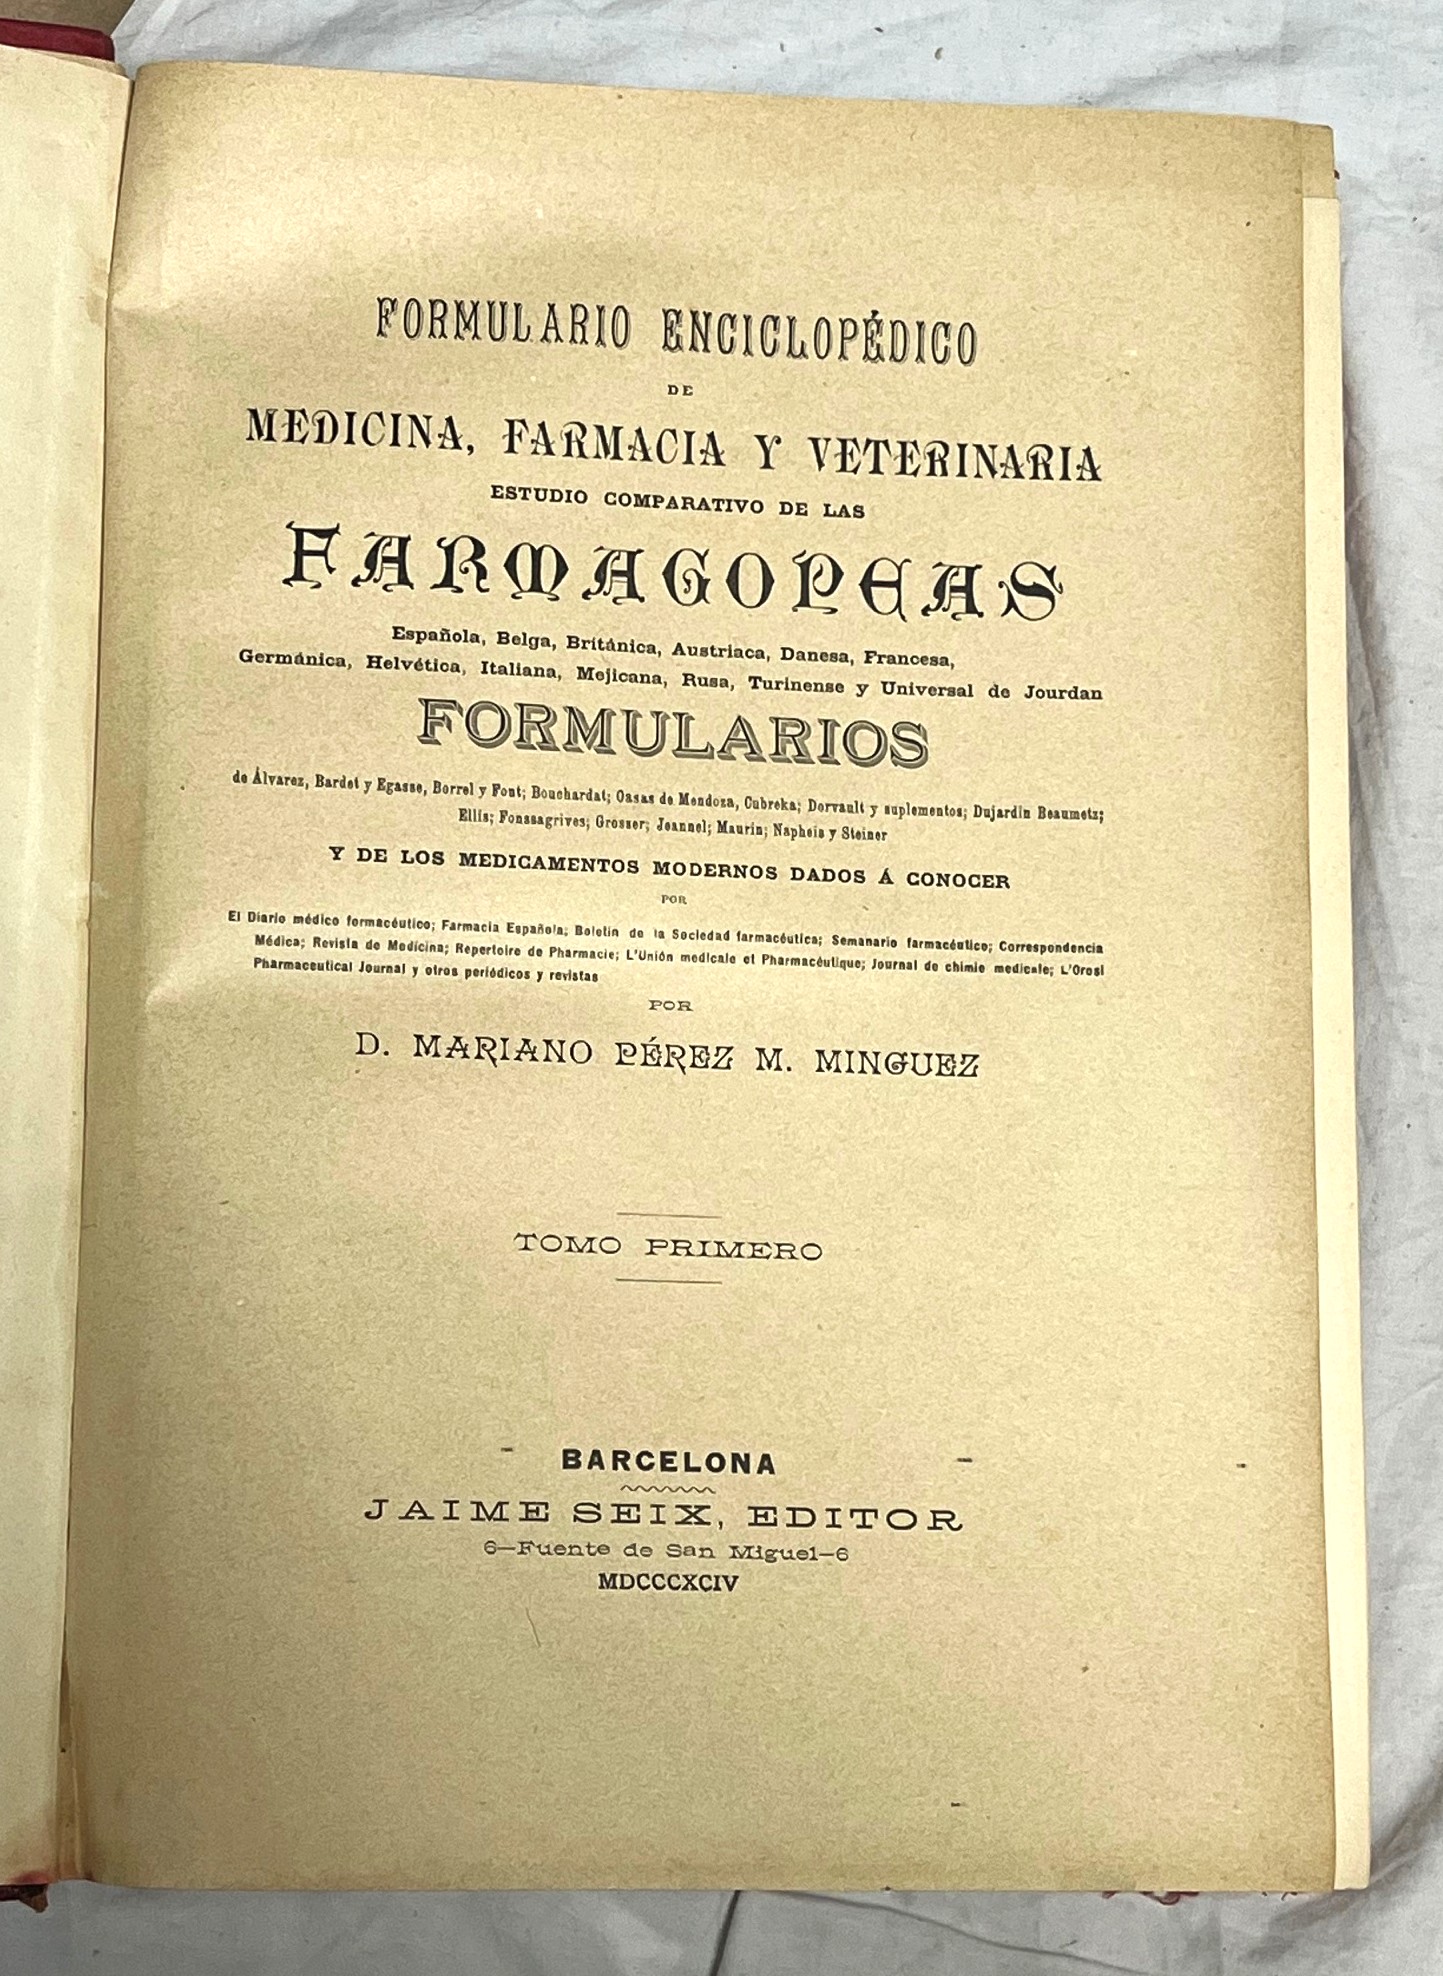 FORMULARIO ENCICLOPÉDICO
DE
MEDICINA, FARMACIA Y VETERINARIA
ESTUDIO COMPARATIVO DE LAS
FARMACOPEAS
Española, Belga, Británica, Austriaca, Danesa, Francesa,
Germánica, Helvética, Italiana, Mejicana, Rusa, Turinense y Universal de Jourdan
FORMULARIOS
de Álvarez, Bardet y Egasse, Borrel y Font; Bouchardat; Casas de Mendoza, Cubreka; Dorvault y suplementos; Dujardin Beaumetz;
Ellis; Fonssagrives; Grosser; Jeannel; Maurin; Napheis y Steiner
Y DE LOS MEDICAMENTOS MODERNOS DADOS Á CONOCER
POR
El Diario médico formacéutico; Farmacia Española; Boletin de la Sociedad farmacéutica; Semanario farmacéutico; Correspondencia
Médica; Revista de Medicina; Repertoire de Pharmacie; L'Unión medicale et Pharmacéutique; Journal de chimie medicale; L'Orosi
Pharmaceutical Journal y otros periódicos y revistas
POR
D. MARIANO PÉREZ M. MINGUEZ
TOMO PRIMERO
BARCELONA
JAIME SEIX, EDITOR
6—Fuente de San Miguel—6
MDCCCXCIV